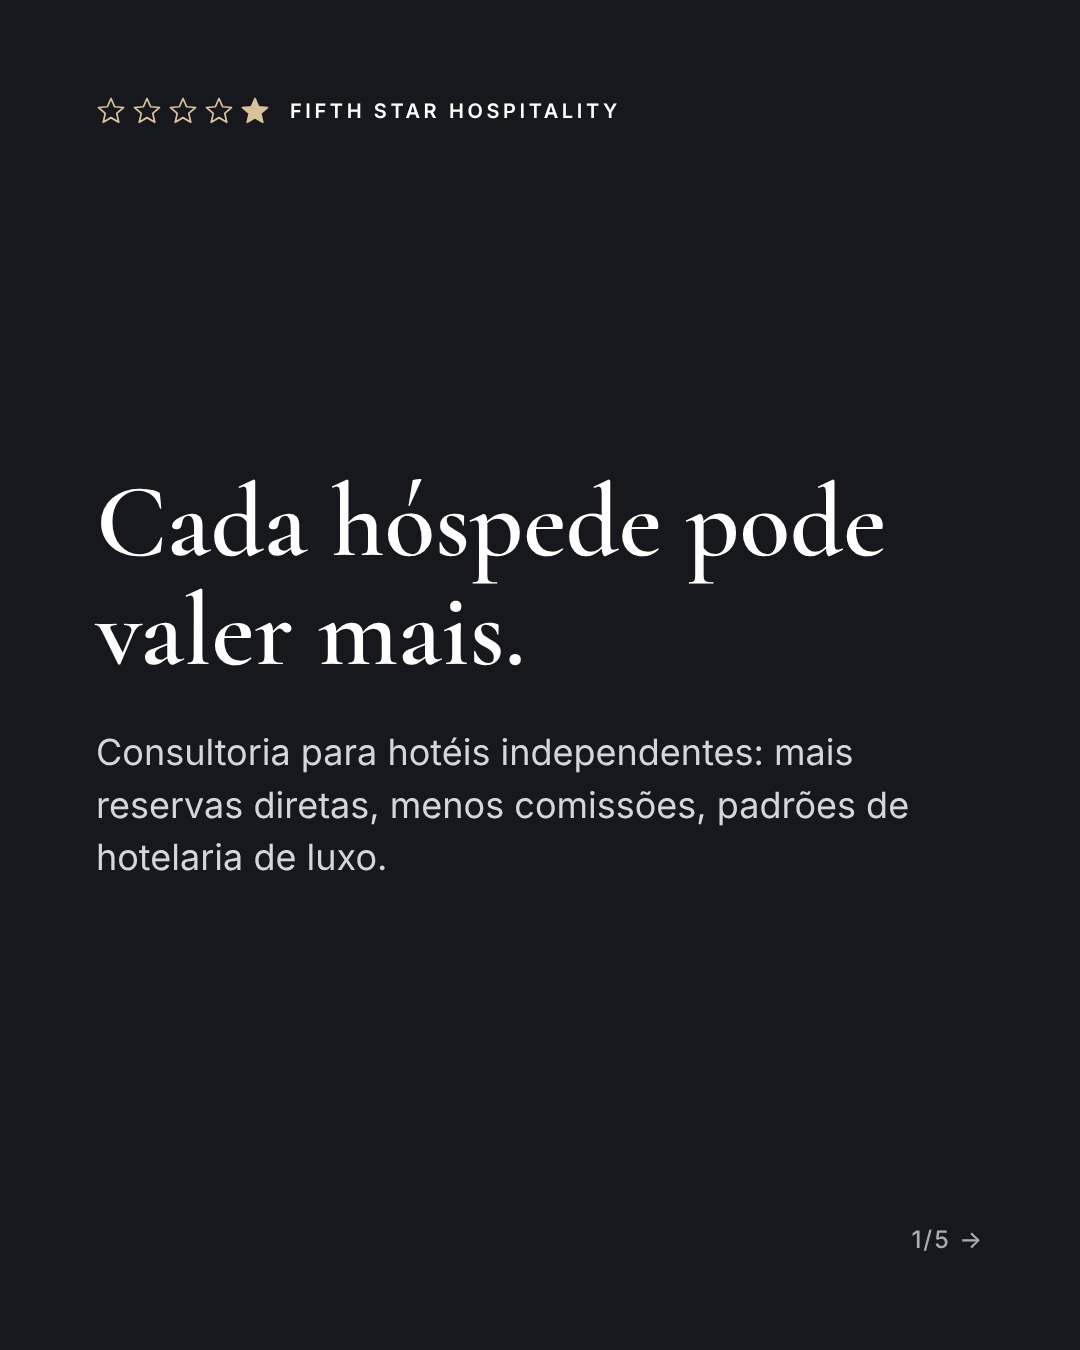 FIFTH STAR HOSPITALITY
Cada hóspede pode
valer mais.
Consultoria para hotéis independentes: mais
reservas diretas, menos comissões, padrões de
hotelaria de luxo.
1/5 →